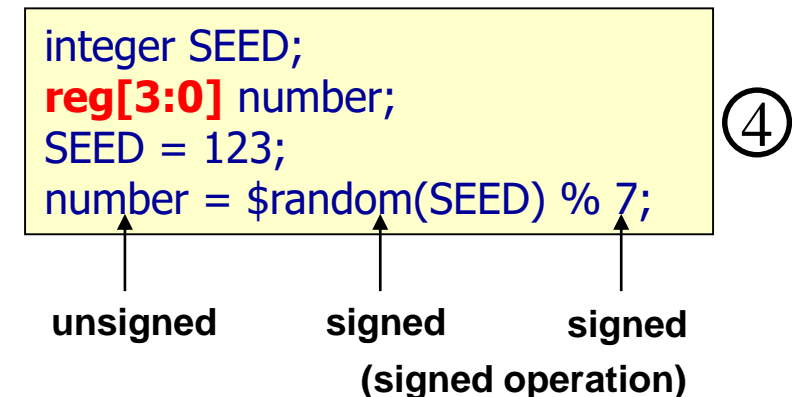 integer SEED;
reg[3:0] number;
SEED = 123;
number = $random(SEED) % 7;
④
unsigned signed signed
(signed operation)